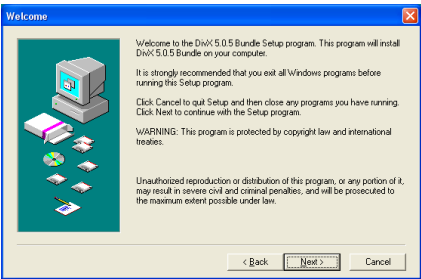 Welcome
Welcome to the DivX 5.0.5 Bundle Setup program. This program will install
DivX 5.0.5 Bundle on your computer.
It is strongly recommended that you exit all Windows programs before
running this Setup program.
Click Cancel to quit Setup and then close any programs you have running.
Click Next to continue with the Setup program.
WARNING: This program is protected by copyright law and international
treaties.
Unauthorized reproduction or distribution of this program, or any portion of it,
may result in severe civil and criminal penalties, and will be prosecuted to
the maximum extent possible under law.
< Back Next > Cancel